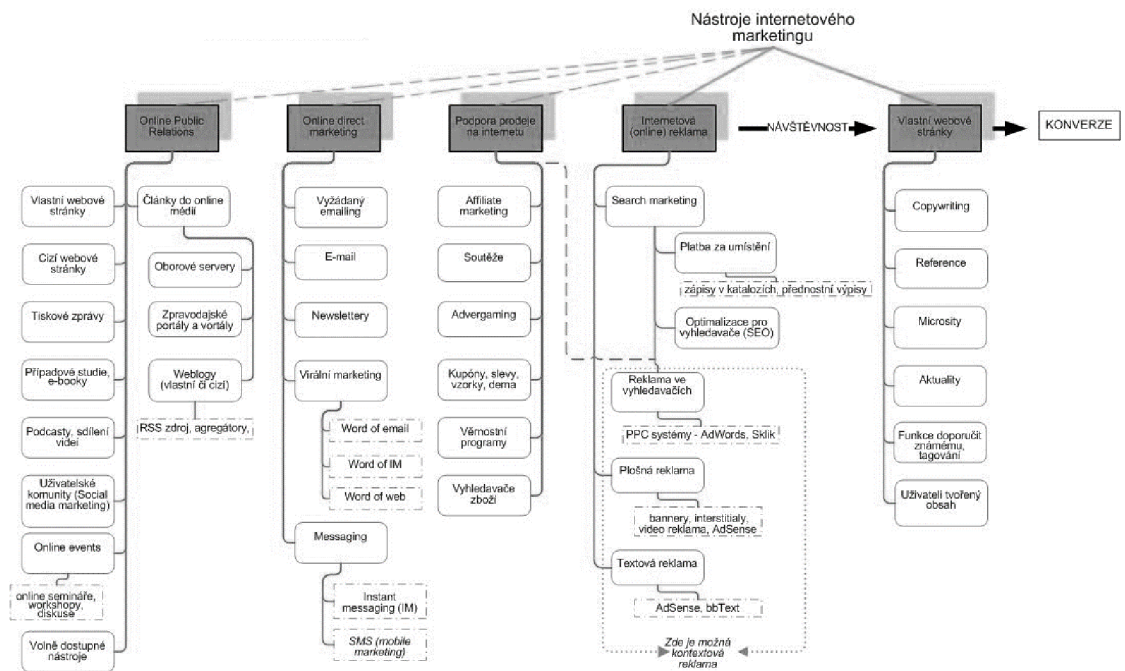 Nástroje internetového
marketingu
Online Public
Relations
Online direct
marketing
Podpora prodeje
na internetu
Internetová
(online) reklama
NÁVŠTĚVNOST
Vlastní webové
stránky
KONVERZE
Vlastní webové
stránky
Cizí webové
stránky
Tiskové zprávy
Případové studie,
e-booky
Podcasty, sdílení
videí
Uživatelské
komunity (Social
media marketing)
Online events
online semináře,
workshopy,
diskuse
Volně dostupné
nástroje
Články do online
médií
Oborové servery
Zpravodajské
portály a vortály
Weblogy
(vlastní či cizí)
RSS zdroj, agregátory,
Vyžádaný
emailing
E-mail
Newslettery
Virální marketing
Word of email
Word of IM
Word of web
Messaging
Instant
messaging (IM)
SMS (mobile
marketing)
Affiliate
marketing
Soutěže
Advergaming
Kupóny, slevy,
vzorky, dema
Věrnostní
programy
Vyhledavače
zboží
Search marketing
Platba za umístění
zápisy v katalozích, přednostní výpisy
Optimalizace pro
vyhledavače (SEO)
Reklama ve
vyhledavačích
PPC systémy - AdWords, Sklik
Plošná reklama
bannery, interstitialy,
video reklama, AdSense
Textová reklama
AdSense, bbText
Zde je možná
kontextová
reklama
Copywriting
Reference
Microsity
Aktuality
Funkce doporučit
známému,
tagování
Uživateli tvořený
obsah